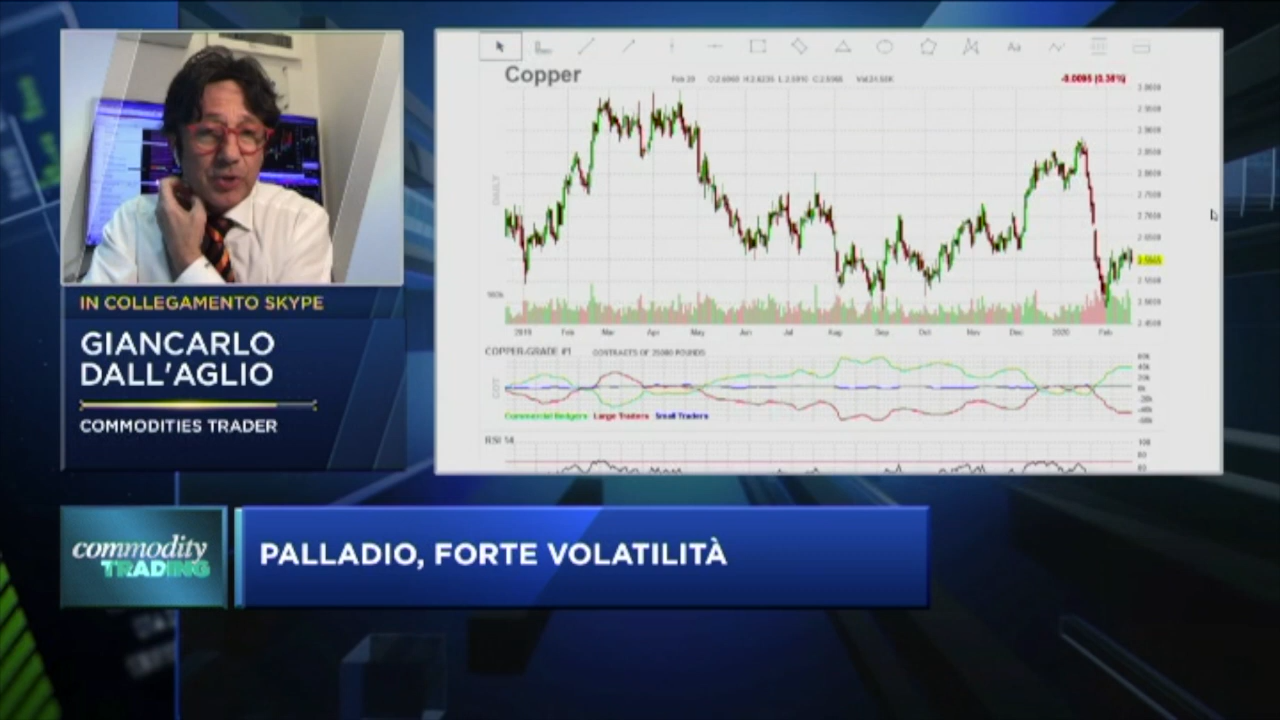 IN COLLEGAMENTO SKYPE
GIANCARLO
DALL'AGLIO
COMMODITIES TRADER
Copper
DAILY
2019 Feb Mar Apr May Jun Jul Aug Sep Oct Nov Dec 2020 Feb
COPPER-GRADE #1 CONTRACTS OF 25000 POUNDS
COT
Commercial Hedgers Large Traders Small Traders
RSI 14
commodity
TRADING
PALLADIO, FORTE VOLATILITÀ